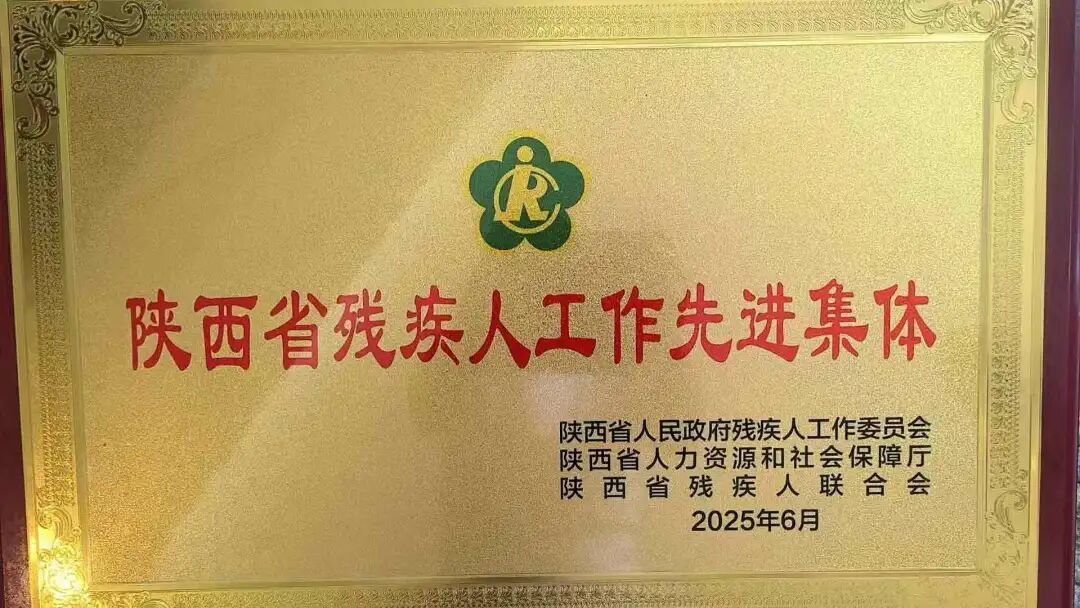 陕西省残疾人工作先进集体
陕西省人民政府残疾人工作委员会
陕西省人力资源和社会保障厅
陕西省残疾人联合会
2025年6月